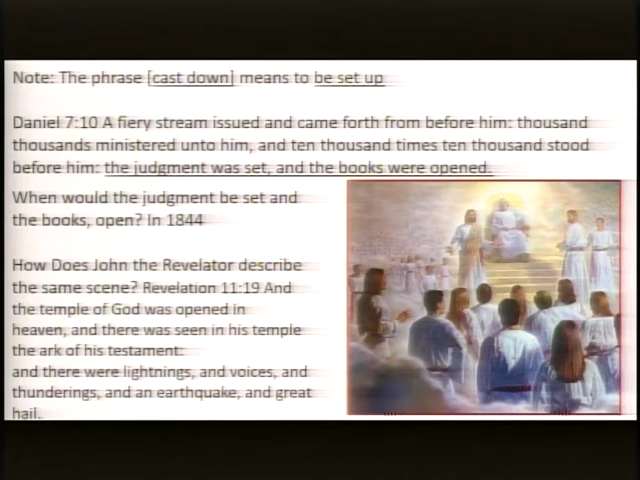 Note: The phrase [cast down] means to be set up
Daniel 7:10 A fiery stream issued and came forth from before him: thousand
thousands ministered unto him, and ten thousand times ten thousand stood
before him: the judgment was set, and the books were opened.
When would the judgment be set and
the books, open? In 1844
How Does John the Revelator describe
the same scene? Revelation 11:19 And
the temple of God was opened in
heaven, and there was seen in his temple
the ark of his testament:
and there were lightnings, and voices, and
thunderings, and an earthquake, and great
hail.